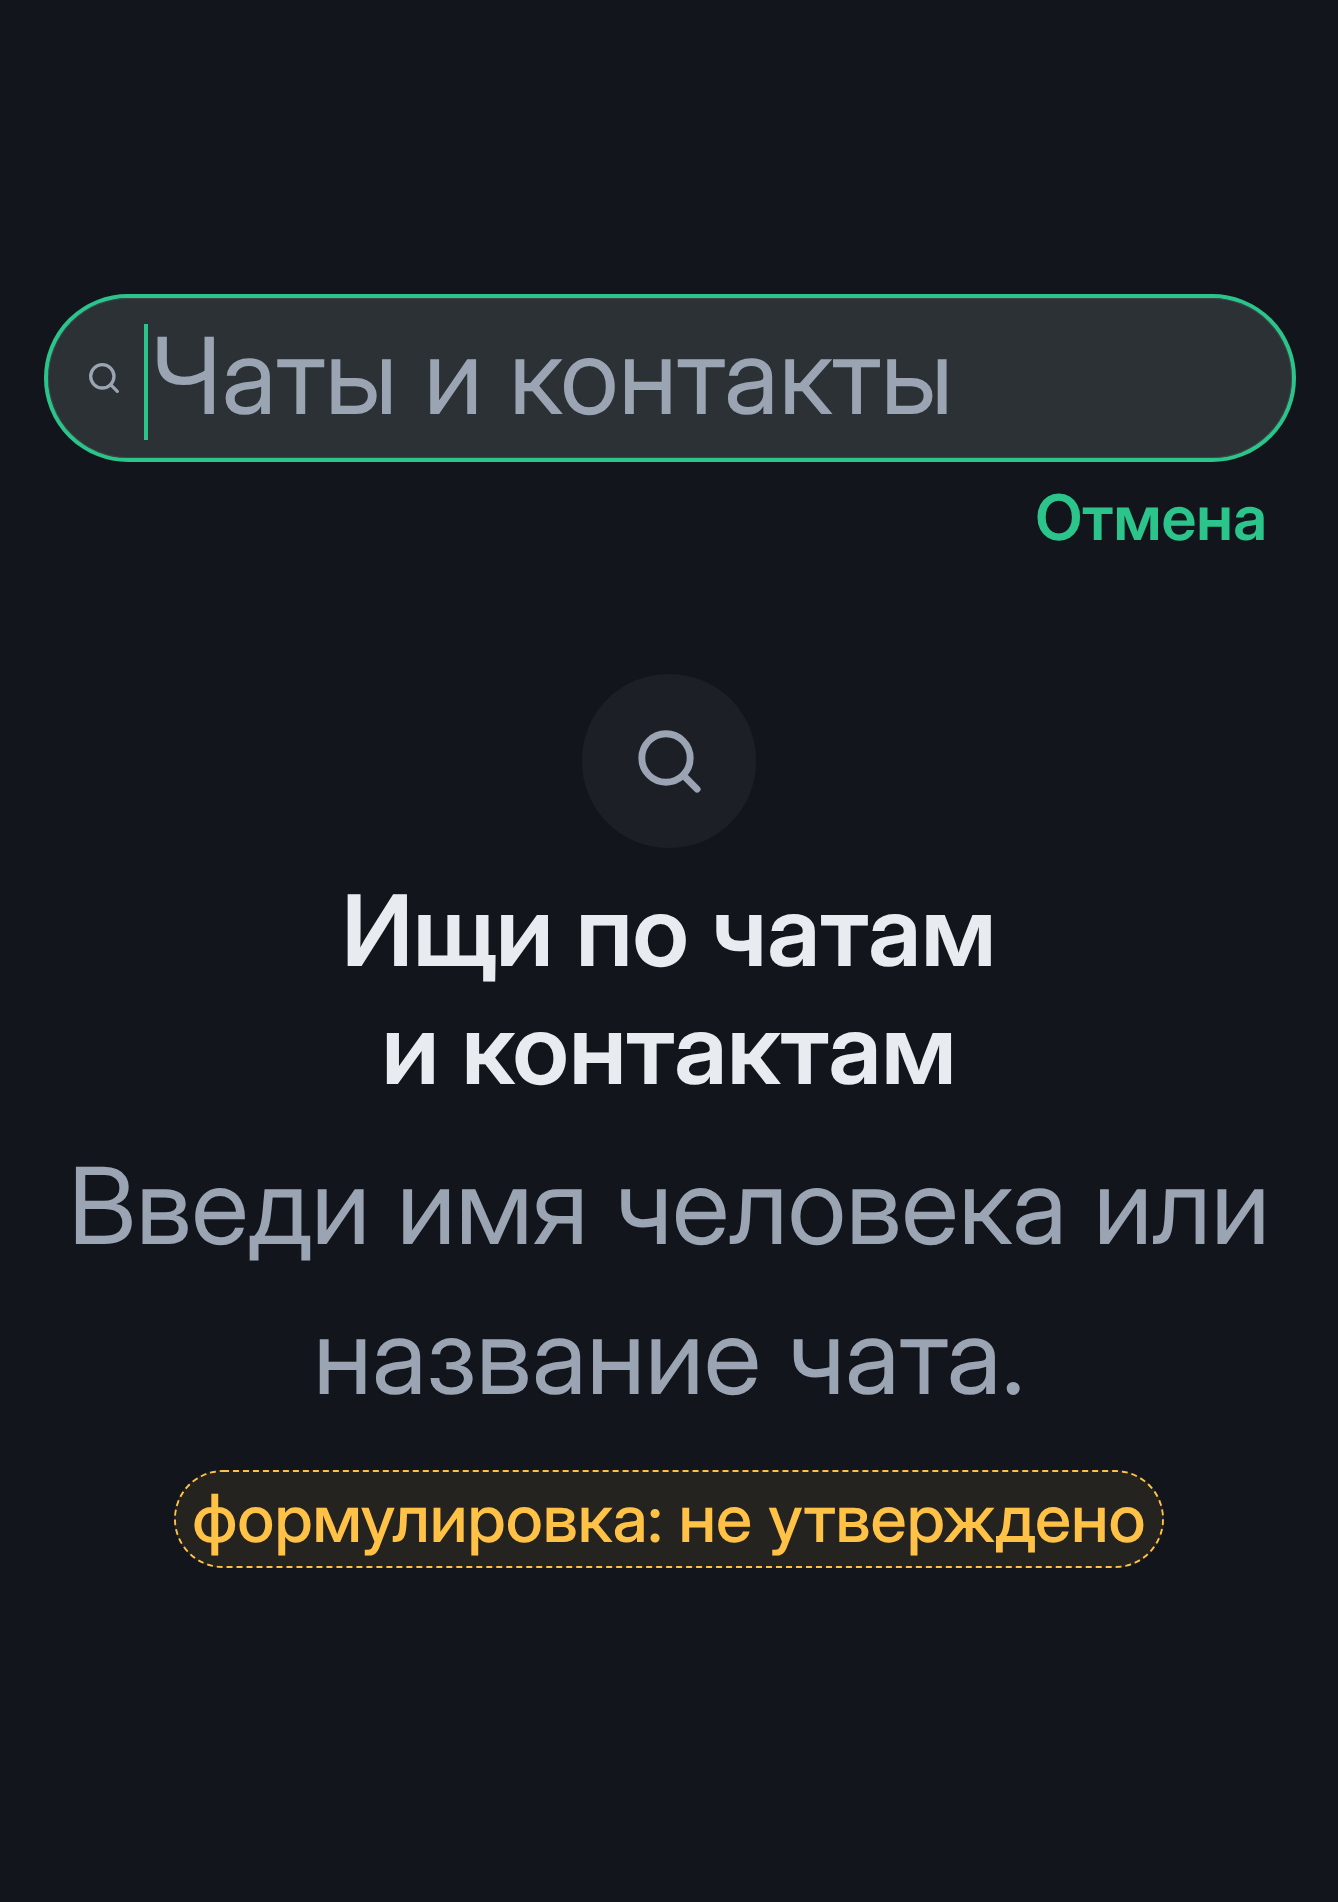 Чаты и контакты
Отмена
Ищи по чатам
и контактам
Введи имя человека или
название чата.
формулировка: не утверждено